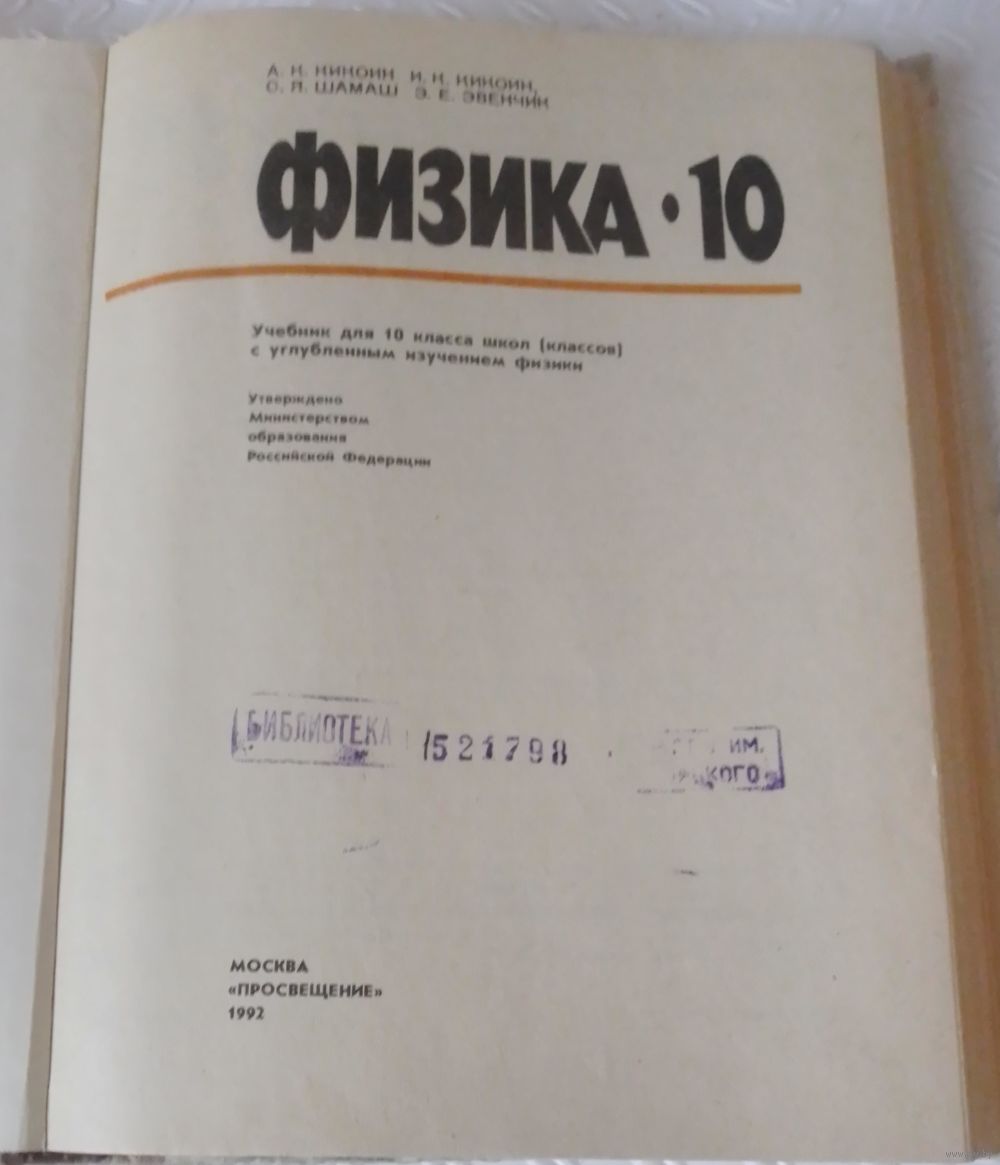 А. К. КИКОИН И. К. КИКОИН,
С. Я. ШАМАШ Э. Е. ЭВЕНЧИК
ФИЗИКА • 10
Учебник для 10 класса школ (классов)
с углубленным изучением физики
Утверждено
Министерством
образования
Российской Федерации
БИБЛИОТЕКА
1521798
ИМ.
МОСКВА
«ПРОСВЕЩЕНИЕ»
1992